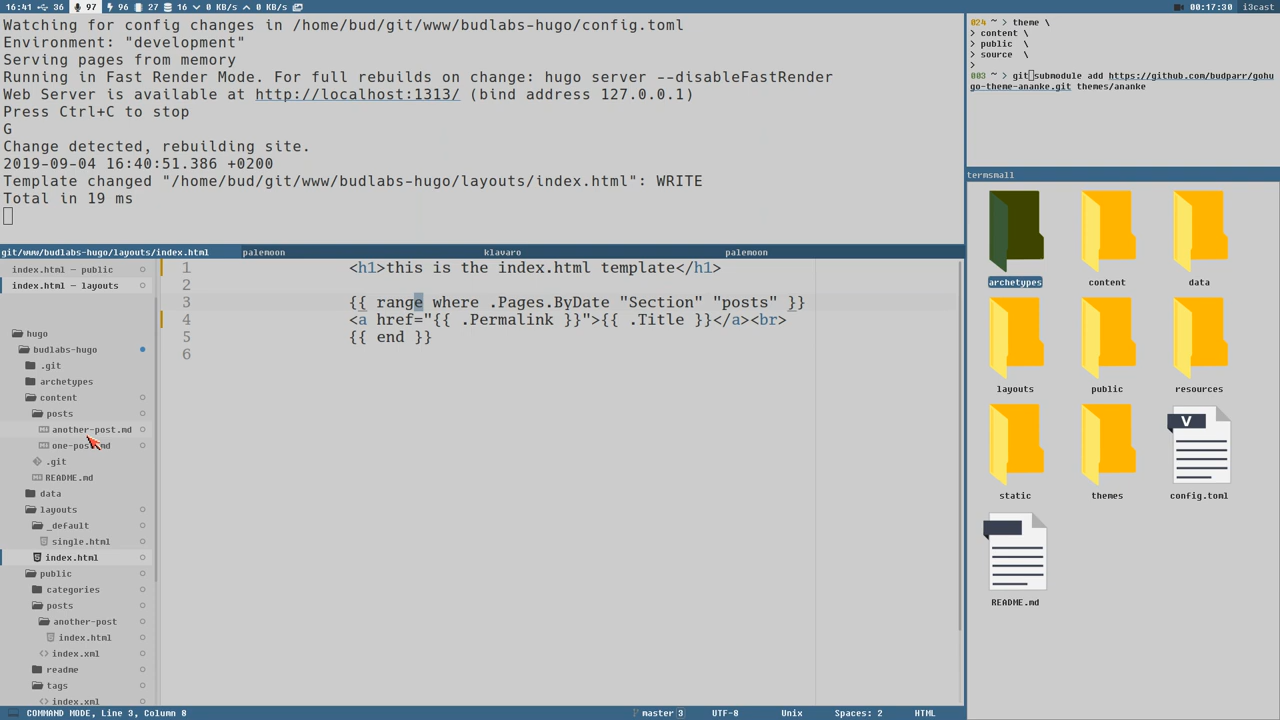 16:41 36 97 96 27 16 0 KB/s 0 KB/s 00:17:30 i3cast
Watching for config changes in /home/bud/git/www/budlabs-hugo/config.toml
Environment: "development"
Serving pages from memory
Running in Fast Render Mode. For full rebuilds on change: hugo server --disableFastRender
Web Server is available at http://localhost:1313/ (bind address 127.0.0.1)
Press Ctrl+C to stop
G
Change detected, rebuilding site.
2019-09-04 16:40:51.386 +0200
Template changed "/home/bud/git/www/budlabs-hugo/layouts/index.html": WRITE
Total in 19 ms
024 ~ > theme \
> content \
> public \
> source \
>
003 ~ > git submodule add https://github.com/budparr/gohu
go-theme-ananke.git themes/ananke
termsmall
archetypes content data
layouts public resources
V
static themes config.toml
README.md
git/www/budlabs-hugo/layouts/index.html palemoon klavaro palemoon
index.html — public
index.html — layouts
hugo
budlabs-hugo
.git
archetypes
content
posts
another-post.md
one-post.md
.git
README.md
data
layouts
_default
single.html
index.html
public
categories
posts
another-post
index.html
index.xml
readme
tags
index.xml
1 <h1>this is the index.html template</h1>
2
3 {{ range where .Pages.ByDate "Section" "posts" }}
4 <a href="{{ .Permalink }}">{{ .Title }}</a><br>
5 {{ end }}
6
COMMAND MODE, Line 3, Column 8 master 3 UTF-8 Unix Spaces: 2 HTML